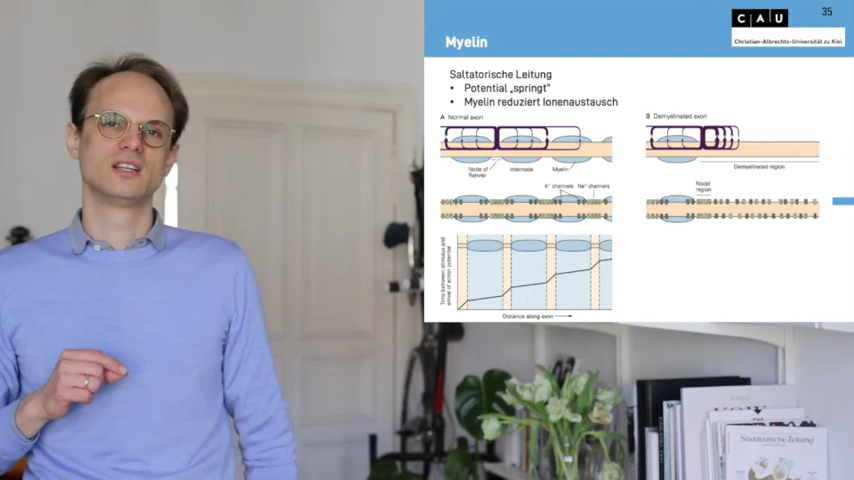 35
CAU
Christian-Albrechts-Universität zu Kiel
Myelin
Saltatorische Leitung
• Potential „springt“
• Myelin reduziert Ionenaustausch
A Normal axon
B Demyelinated axon
Node of
Ranvier
Internode
Myelin
Demyelinated region
K+ channels
Na+ channels
Nodal
region
Time between stimulus and
arrival of action potential
Distance along axon
Süddeutsche Zeitung